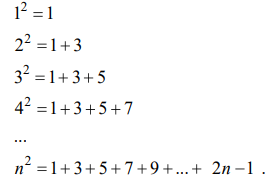 1² = 1
2² = 1 + 3
3² = 1 + 3 + 5
4² = 1 + 3 + 5 + 7
...
n² = 1 + 3 + 5 + 7 + 9 + ... + 2n − 1 .